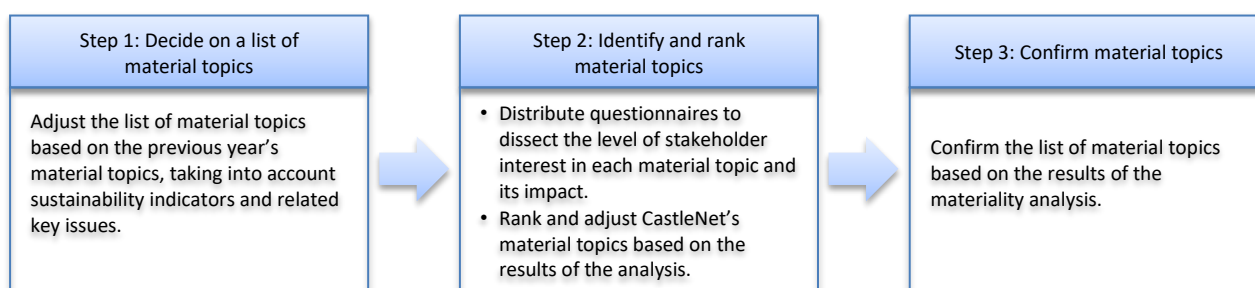 Step 1: Decide on a list of
material topics
Adjust the list of material topics
based on the previous year’s
material topics, taking into account
sustainability indicators and related
key issues.
Step 2: Identify and rank
material topics
• Distribute questionnaires to
dissect the level of stakeholder
interest in each material topic and
its impact.
• Rank and adjust CastleNet’s
material topics based on the
results of the analysis.
Step 3: Confirm material topics
Confirm the list of material topics
based on the results of the
materiality analysis.